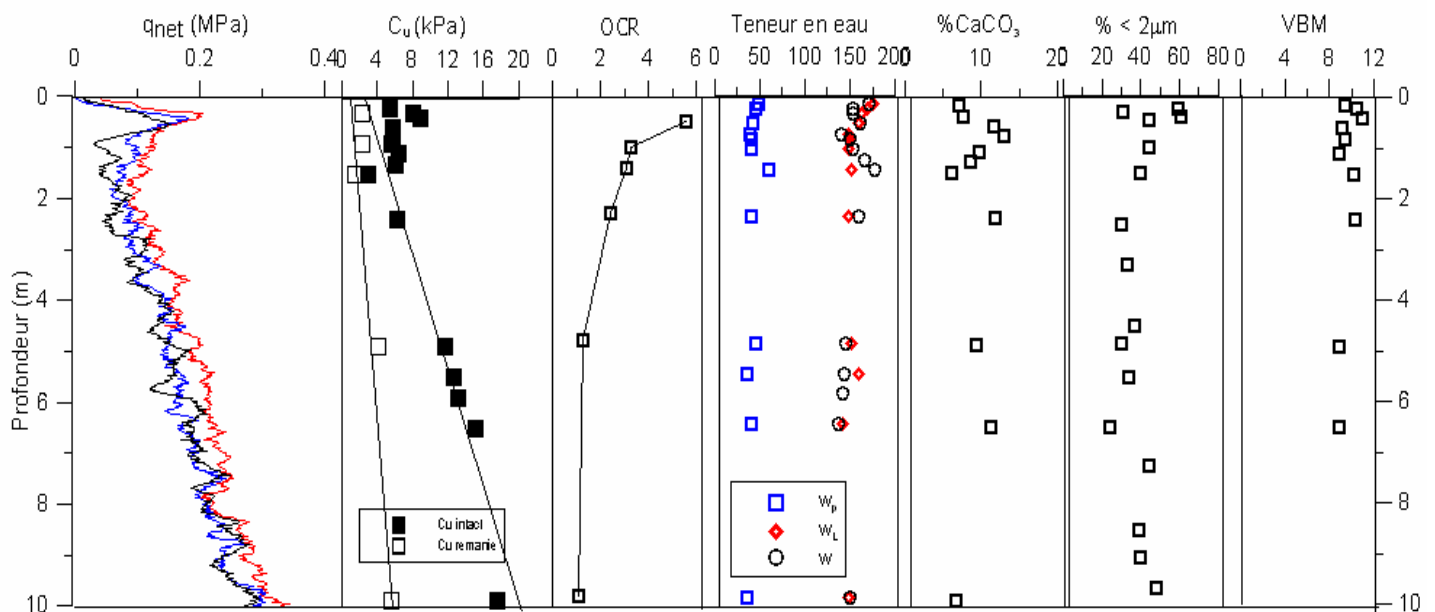 qnet (MPa) Cu (kPa) OCR Teneur en eau %CaCO3 % < 2µm VBM
0 0.2 0.40 4 8 12 16 20 0 2 4 6 0 50 100 150 200 10 20 0 20 40 60 80 0 4 8 12
0 0
2 2
4 4
Profondeur (m)
6 6
8 8
10 10
Cu intact
Cu remanie
Wp
WL
W